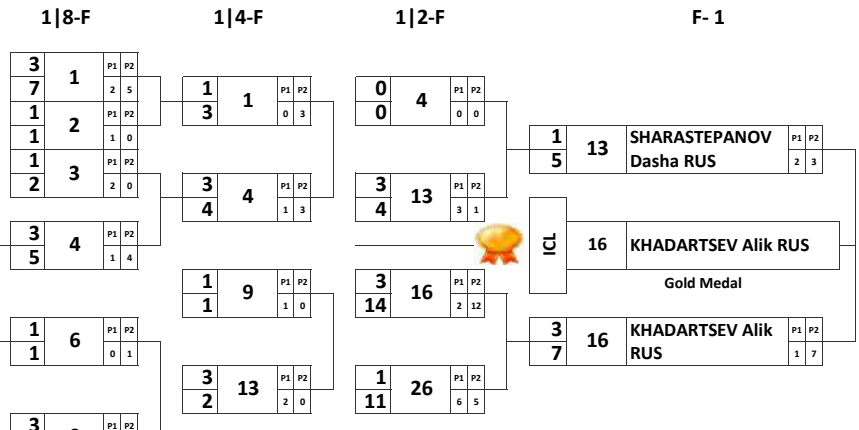 1|8-F 1|4-F 1|2-F F- 1
3 7 1 P1 P2 2 5
1 1 2 P1 P2 1 0
1 2 3 P1 P2 2 0
3 5 4 P1 P2 1 4
1 1 6 P1 P2 0 1
3 P1 P2
1 3 1 P1 P2 0 3
3 4 4 P1 P2 1 3
1 1 9 P1 P2 1 0
3 2 13 P1 P2 2 0
0 0 4 P1 P2 0 0
3 4 13 P1 P2 3 1
3 14 16 P1 P2 2 12
1 11 26 P1 P2 6 5
1 5 13 SHARASTEPANOV P1 P2
Dasha RUS 2 3
ICL 16 KHADARTSEV Alik RUS
Gold Medal
3 7 16 KHADARTSEV Alik P1 P2
RUS 1 7